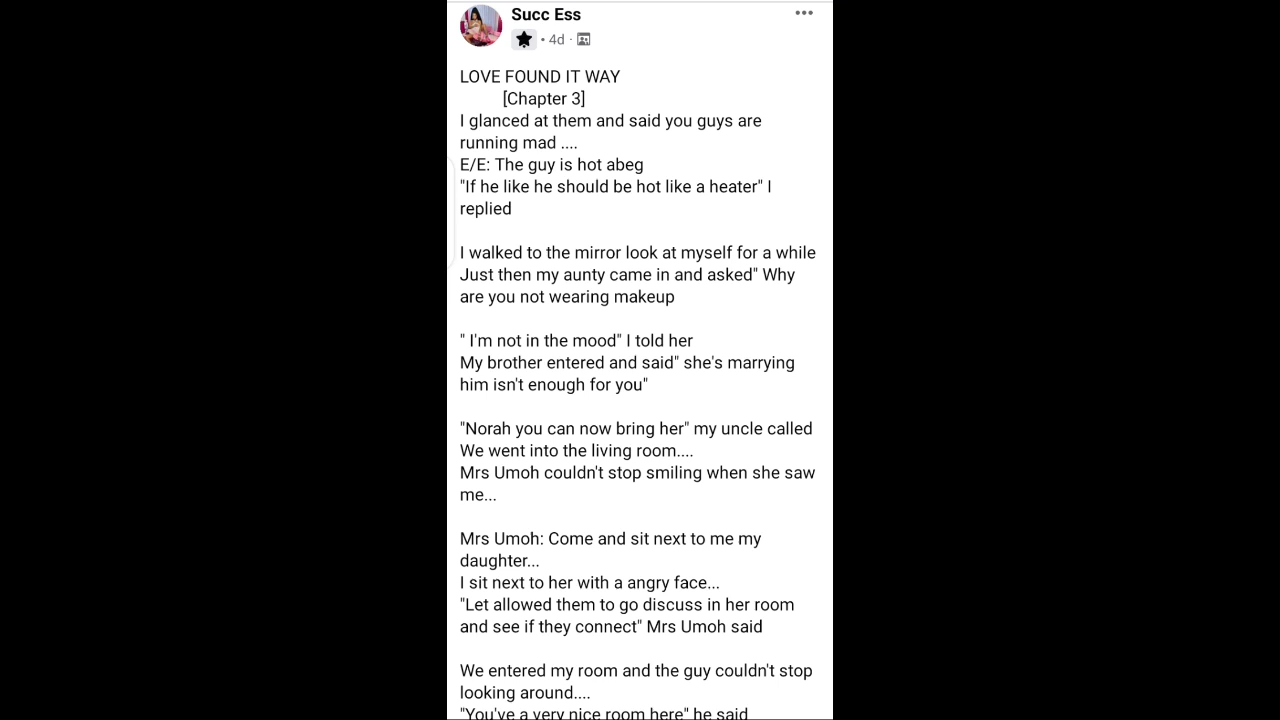 Succ Ess
• 4d ·
LOVE FOUND IT WAY
[Chapter 3]
I glanced at them and said you guys are
running mad ....
E/E: The guy is hot abeg
"If he like he should be hot like a heater" I
replied
I walked to the mirror look at myself for a while
Just then my aunty came in and asked" Why
are you not wearing makeup
" I'm not in the mood" I told her
My brother entered and said" she's marrying
him isn't enough for you"
"Norah you can now bring her" my uncle called
We went into the living room....
Mrs Umoh couldn't stop smiling when she saw
me...
Mrs Umoh: Come and sit next to me my
daughter...
I sit next to her with a angry face...
"Let allowed them to go discuss in her room
and see if they connect" Mrs Umoh said
We entered my room and the guy couldn't stop
looking around....
"You've a very nice room here" he said